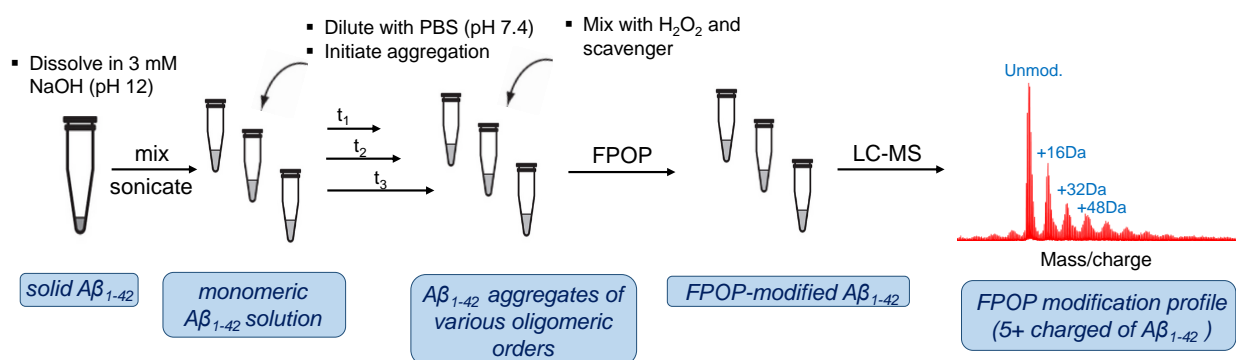 ▪ Dissolve in 3 mM
NaOH (pH 12)
mix
sonicate
▪ Dilute with PBS (pH 7.4)
▪ Initiate aggregation
t₁
t₂
t₃
▪ Mix with H₂O₂ and
scavenger
FPOP
LC-MS
Unmod.
+16Da
+32Da
+48Da
Mass/charge
solid Aβ₁₋₄₂
monomeric
Aβ₁₋₄₂ solution
Aβ₁₋₄₂ aggregates of
various oligomeric
orders
FPOP-modified Aβ₁₋₄₂
FPOP modification profile
(5+ charged of Aβ₁₋₄₂ )